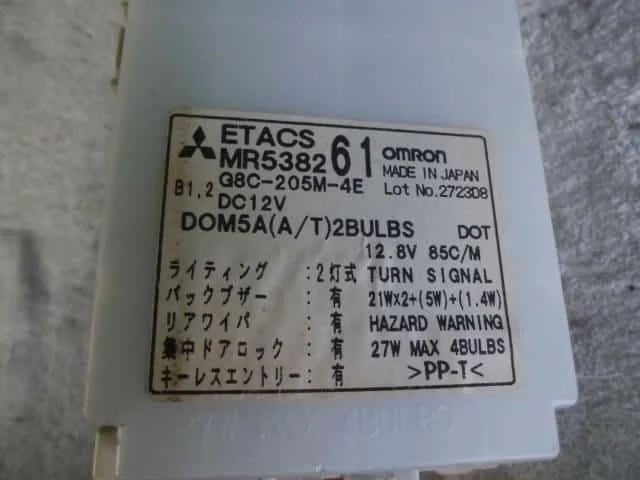 ETACS
MR538261 omron
MADE IN JAPAN
B1,2 G8C-205M-4E Lot No.2723D8
DC12V
DOM5A(A/T)2BULBS DOT
12.8V 85C/M
ライティング :2灯式 TURN SIGNAL
バックブザー :有 21W×2+(5W)+(1.4W)
リアワイパ :有 HAZARD WARNING
集中ドアロック :有 27W MAX 4BULBS
キーレスエントリー:有 >PP-T<